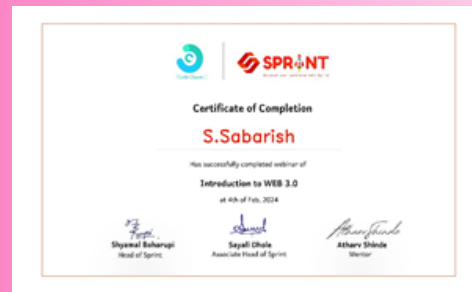 SPRINT
Certificate of Completion
S.Sabarish
Has successfully completed webinar of
Introduction to WEB 3.0
at 4th of Feb, 2024
Shyamal Boharupi
Sayali Dhole
Atharv Shinde
Head of Sprint
Associate Head of Sprint
Mentor